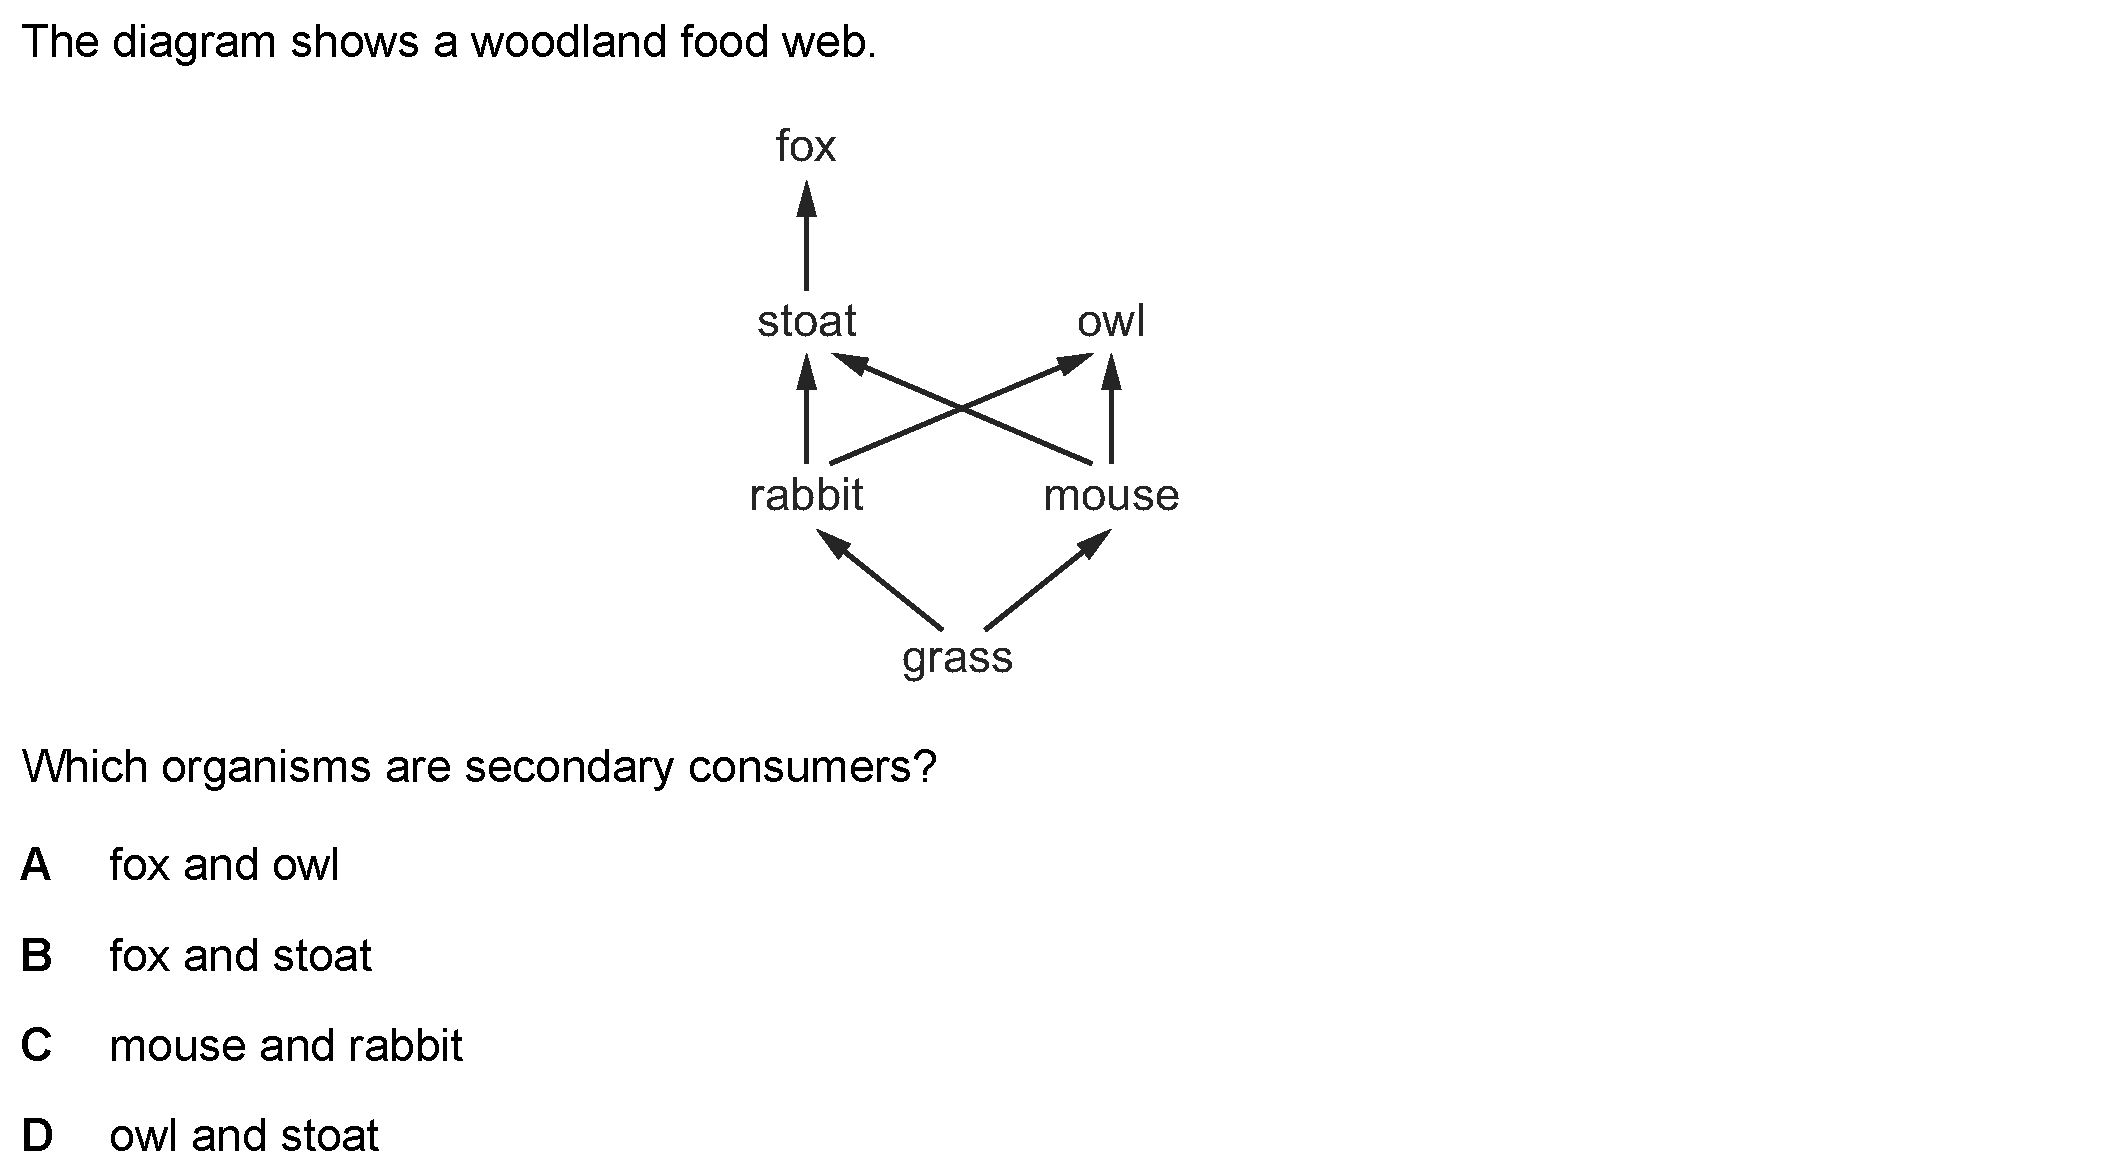 The diagram shows a woodland food web.
fox
stoat owl
rabbit mouse
grass
Which organisms are secondary consumers?
A fox and owl
B fox and stoat
C mouse and rabbit
D owl and stoat